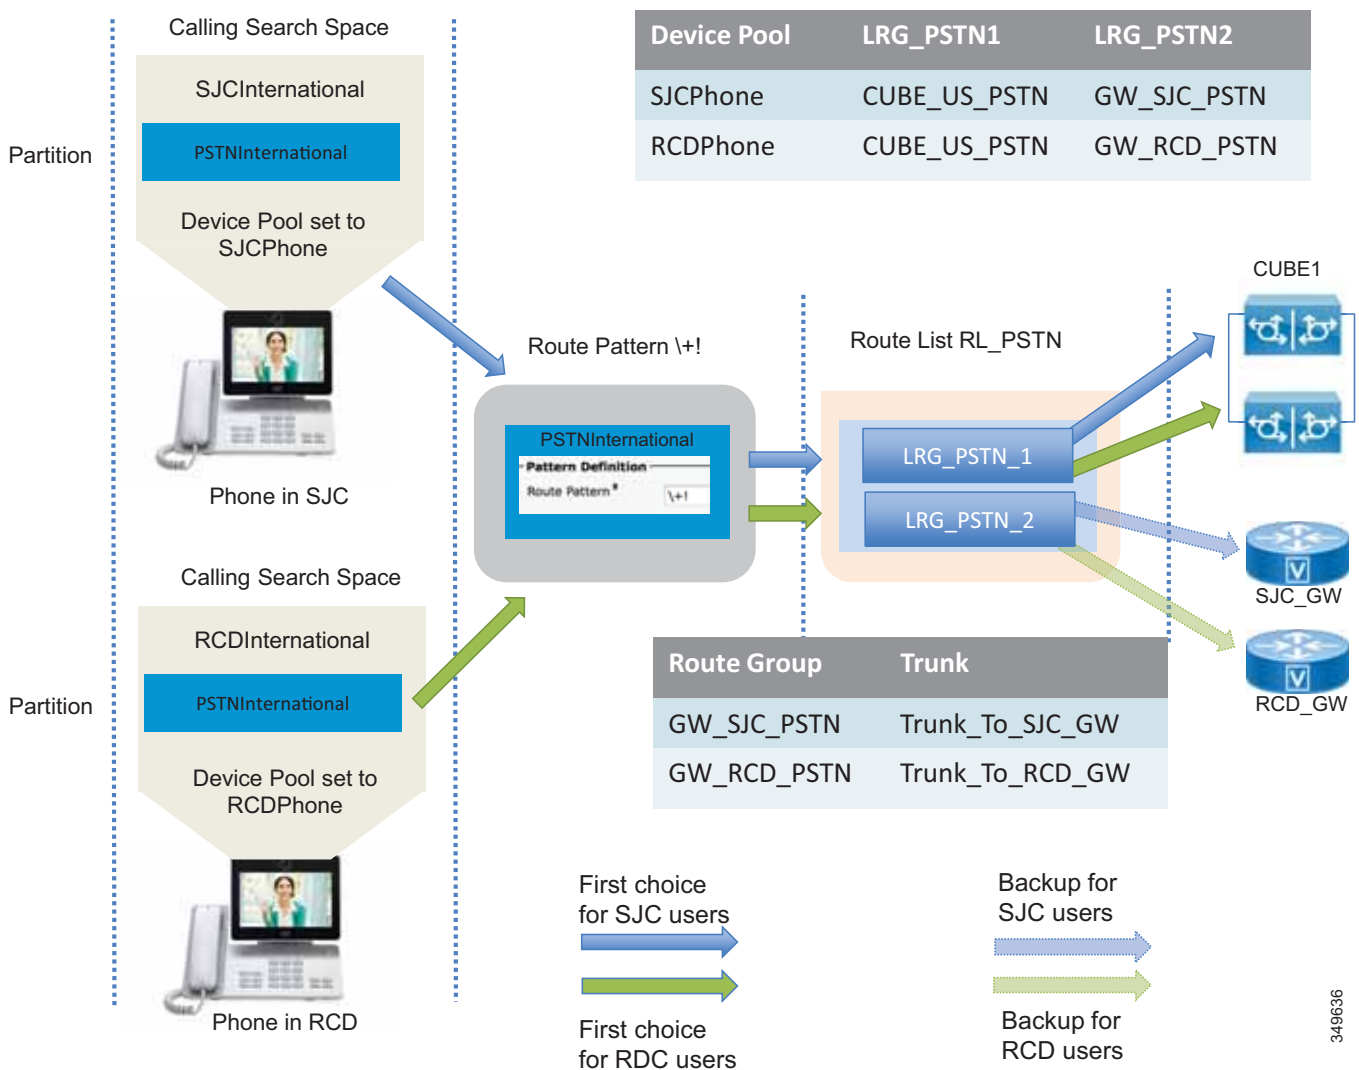 Calling Search Space
SJCInternational
Partition
PSTNInternational
Device Pool set to
SJCPhone
Phone in SJC
Calling Search Space
RCDInternational
Partition
PSTNInternational
Device Pool set to
RCDPhone
Phone in RCD
Device Pool LRG_PSTN1 LRG_PSTN2
SJCPhone CUBE_US_PSTN GW_SJC_PSTN
RCDPhone CUBE_US_PSTN GW_RCD_PSTN
Route Pattern \+!
PSTNInternational
Pattern Definition
Route Pattern * \+!
Route List RL_PSTN
LRG_PSTN_1
LRG_PSTN_2
CUBE1
V
SJC_GW
V
RCD_GW
Route Group Trunk
GW_SJC_PSTN Trunk_To_SJC_GW
GW_RCD_PSTN Trunk_To_RCD_GW
First choice
for SJC users
First choice
for RDC users
Backup for
SJC users
Backup for
RCD users
349636